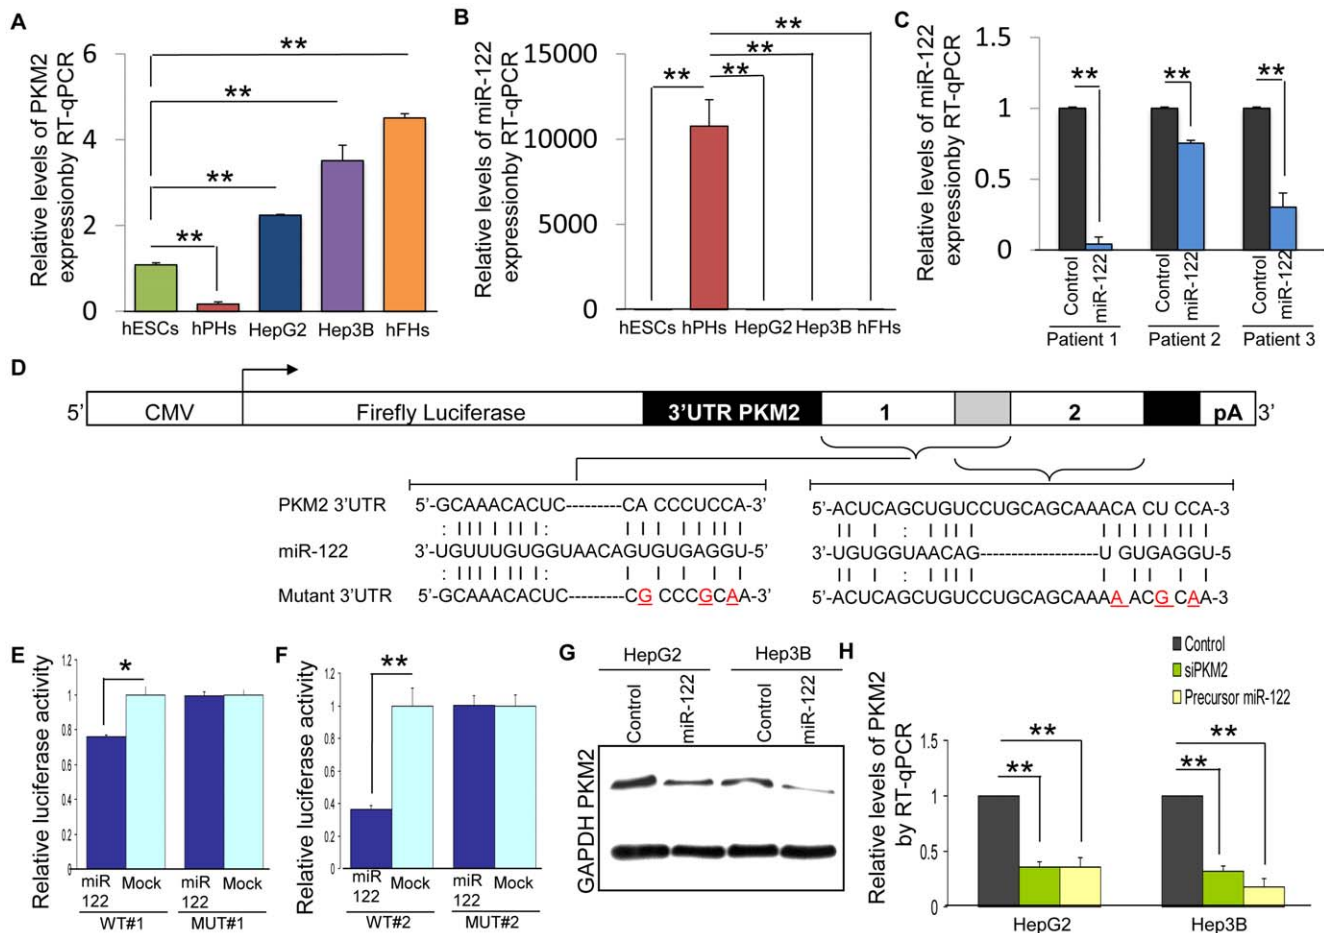 A
Relative levels of PKM2
expressionby RT-qPCR
6
4
2
0
**
**
**
**
hESCs hPHs HepG2 Hep3B hFHs
B
Relative levels of miR-122
expression by RT-qPCR
15000
10000
5000
0
**
**
**
**
hESCs hPHs HepG2 Hep3B hFHs
C
Relative levels of miR-122
expressionby RT-qPCR
1.5
1
0.5
0
**
**
**
Control
miR-122
Control
miR-122
Control
miR-122
Patient 1 Patient 2 Patient 3
D
5' CMV Firefly Luciferase 3'UTR PKM2 1 2 pA 3'
PKM2 3'UTR 5'-GCAAACACUC---------CA CCCUCCA-3' 5'-ACUCAGCUGUCCUGCAGCAAACA CU CCA-3
miR-122 3'-UGUUUGUGGUAACAGUGUGAGGU-5' 3'-UGUGGUAACAG----------------U GUGAGGU-5
Mutant 3'UTR 5'-GCAAACACUC---------CG CCCGCAA-3' 5'-ACUCAGCUGUCCUGCAGCAAAA ACG CAA-3
E
Relative luciferase activity
1.2
1
0.8
0.6
0.4
0.2
0
*
miR
122
Mock
miR
122
Mock
WT#1 MUT#1
F
Relative luciferase activity
1.2
1
0.8
0.6
0.4
0.2
0
**
miR
122
Mock
miR
122
Mock
WT#2 MUT#2
G
HepG2 Hep3B
Control
miR-122
Control
miR-122
GAPDH PKM2
H
Control
siPKM2
Precursor miR-122
Relative levels of PKM2
by RT-qPCR
1.5
1
0.5
0
**
**
**
**
HepG2 Hep3B